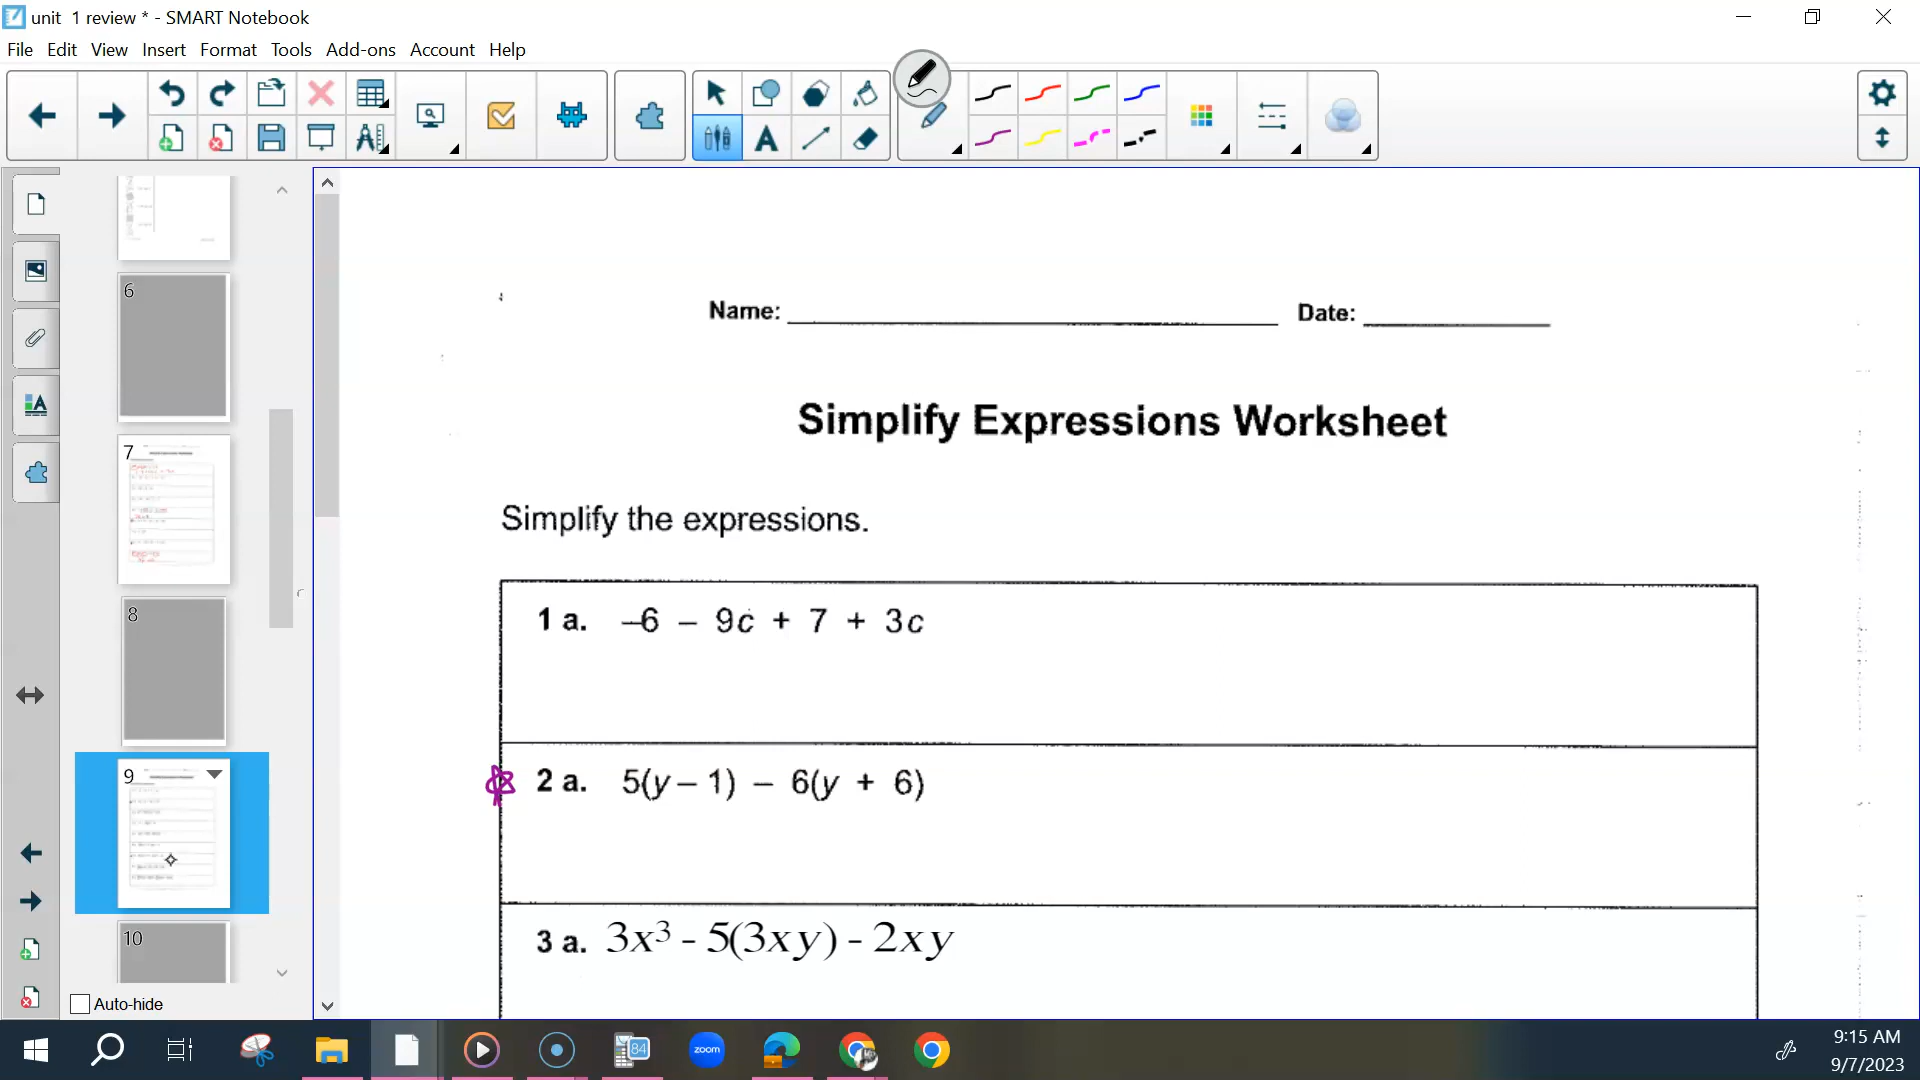 unit 1 review * - SMART Notebook
File Edit View Insert Format Tools Add-ons Account Help
6
7
8
9
10
Auto-hide
Name: Date:
Simplify Expressions Worksheet
Simplify the expressions.
1 a. –6 – 9c + 7 + 3c
2 a. 5(y – 1) – 6(y + 6)
3 a. 3x³ - 5(3xy) - 2xy
84
zoom
9:15 AM
9/7/2023